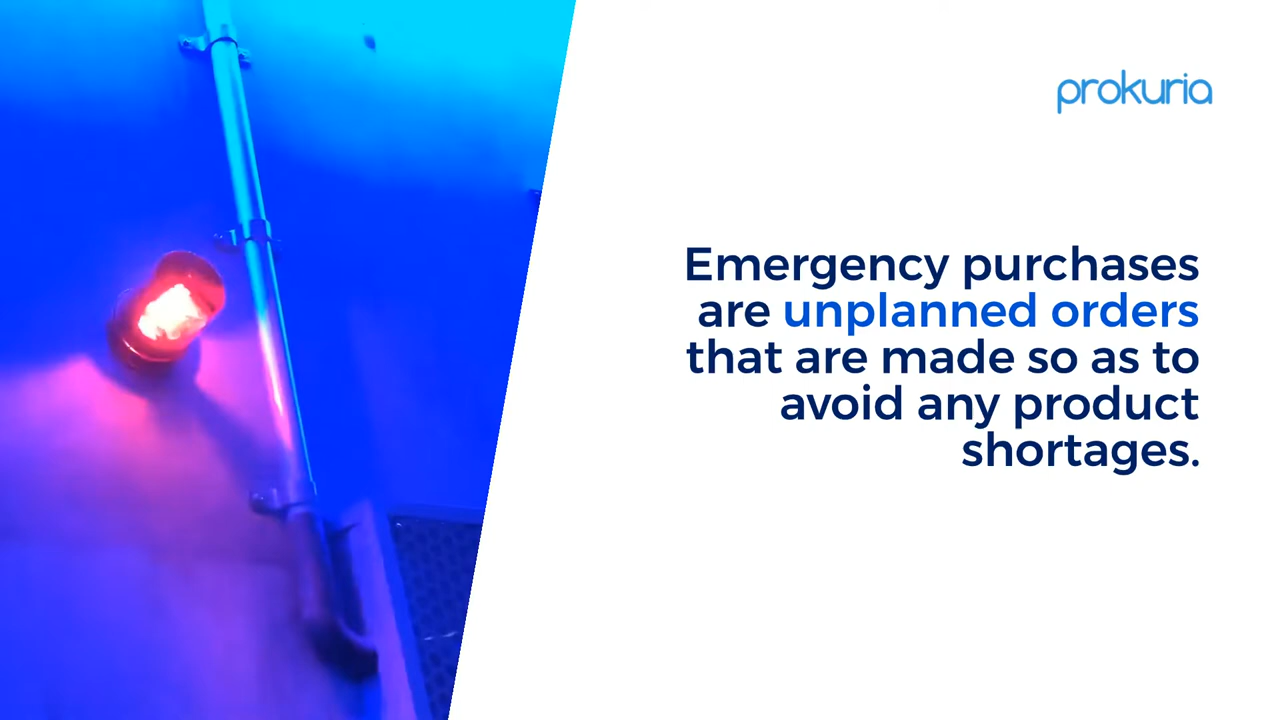 prokuria
Emergency purchases
are unplanned orders
that are made so as to
avoid any product
shortages.